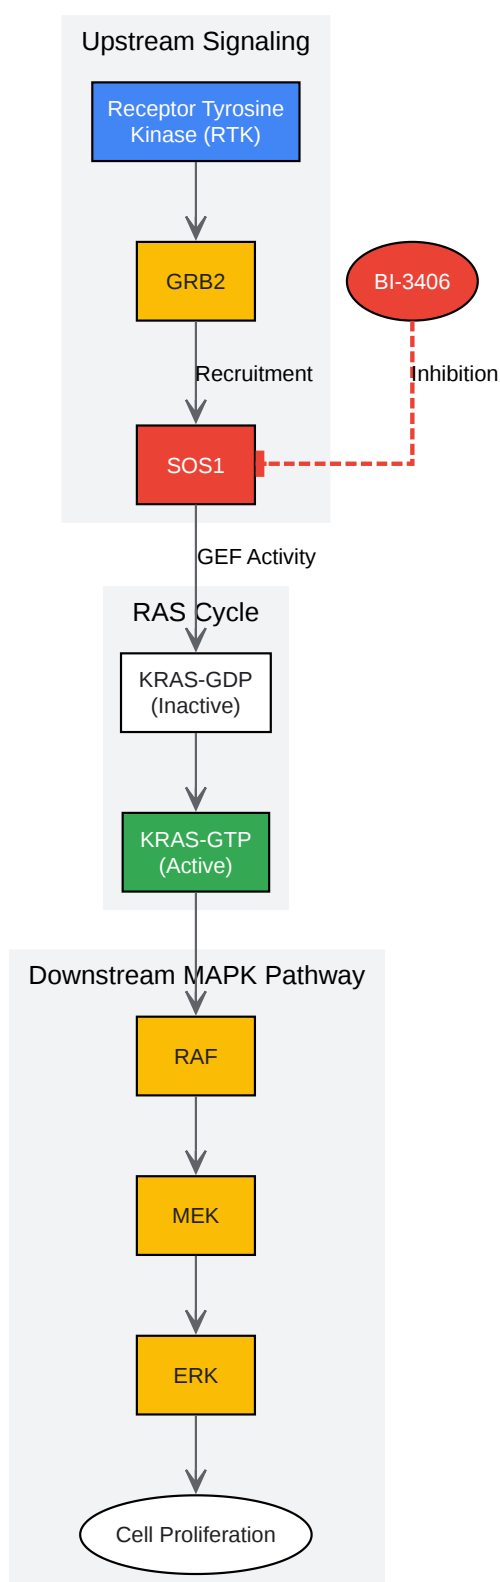 Upstream Signaling
Receptor Tyrosine
Kinase (RTK)
GRB2
BI-3406
Recruitment
Inhibition
SOS1
GEF Activity
RAS Cycle
KRAS-GDP
(Inactive)
KRAS-GTP
(Active)
Downstream MAPK Pathway
RAF
MEK
ERK
Cell Proliferation